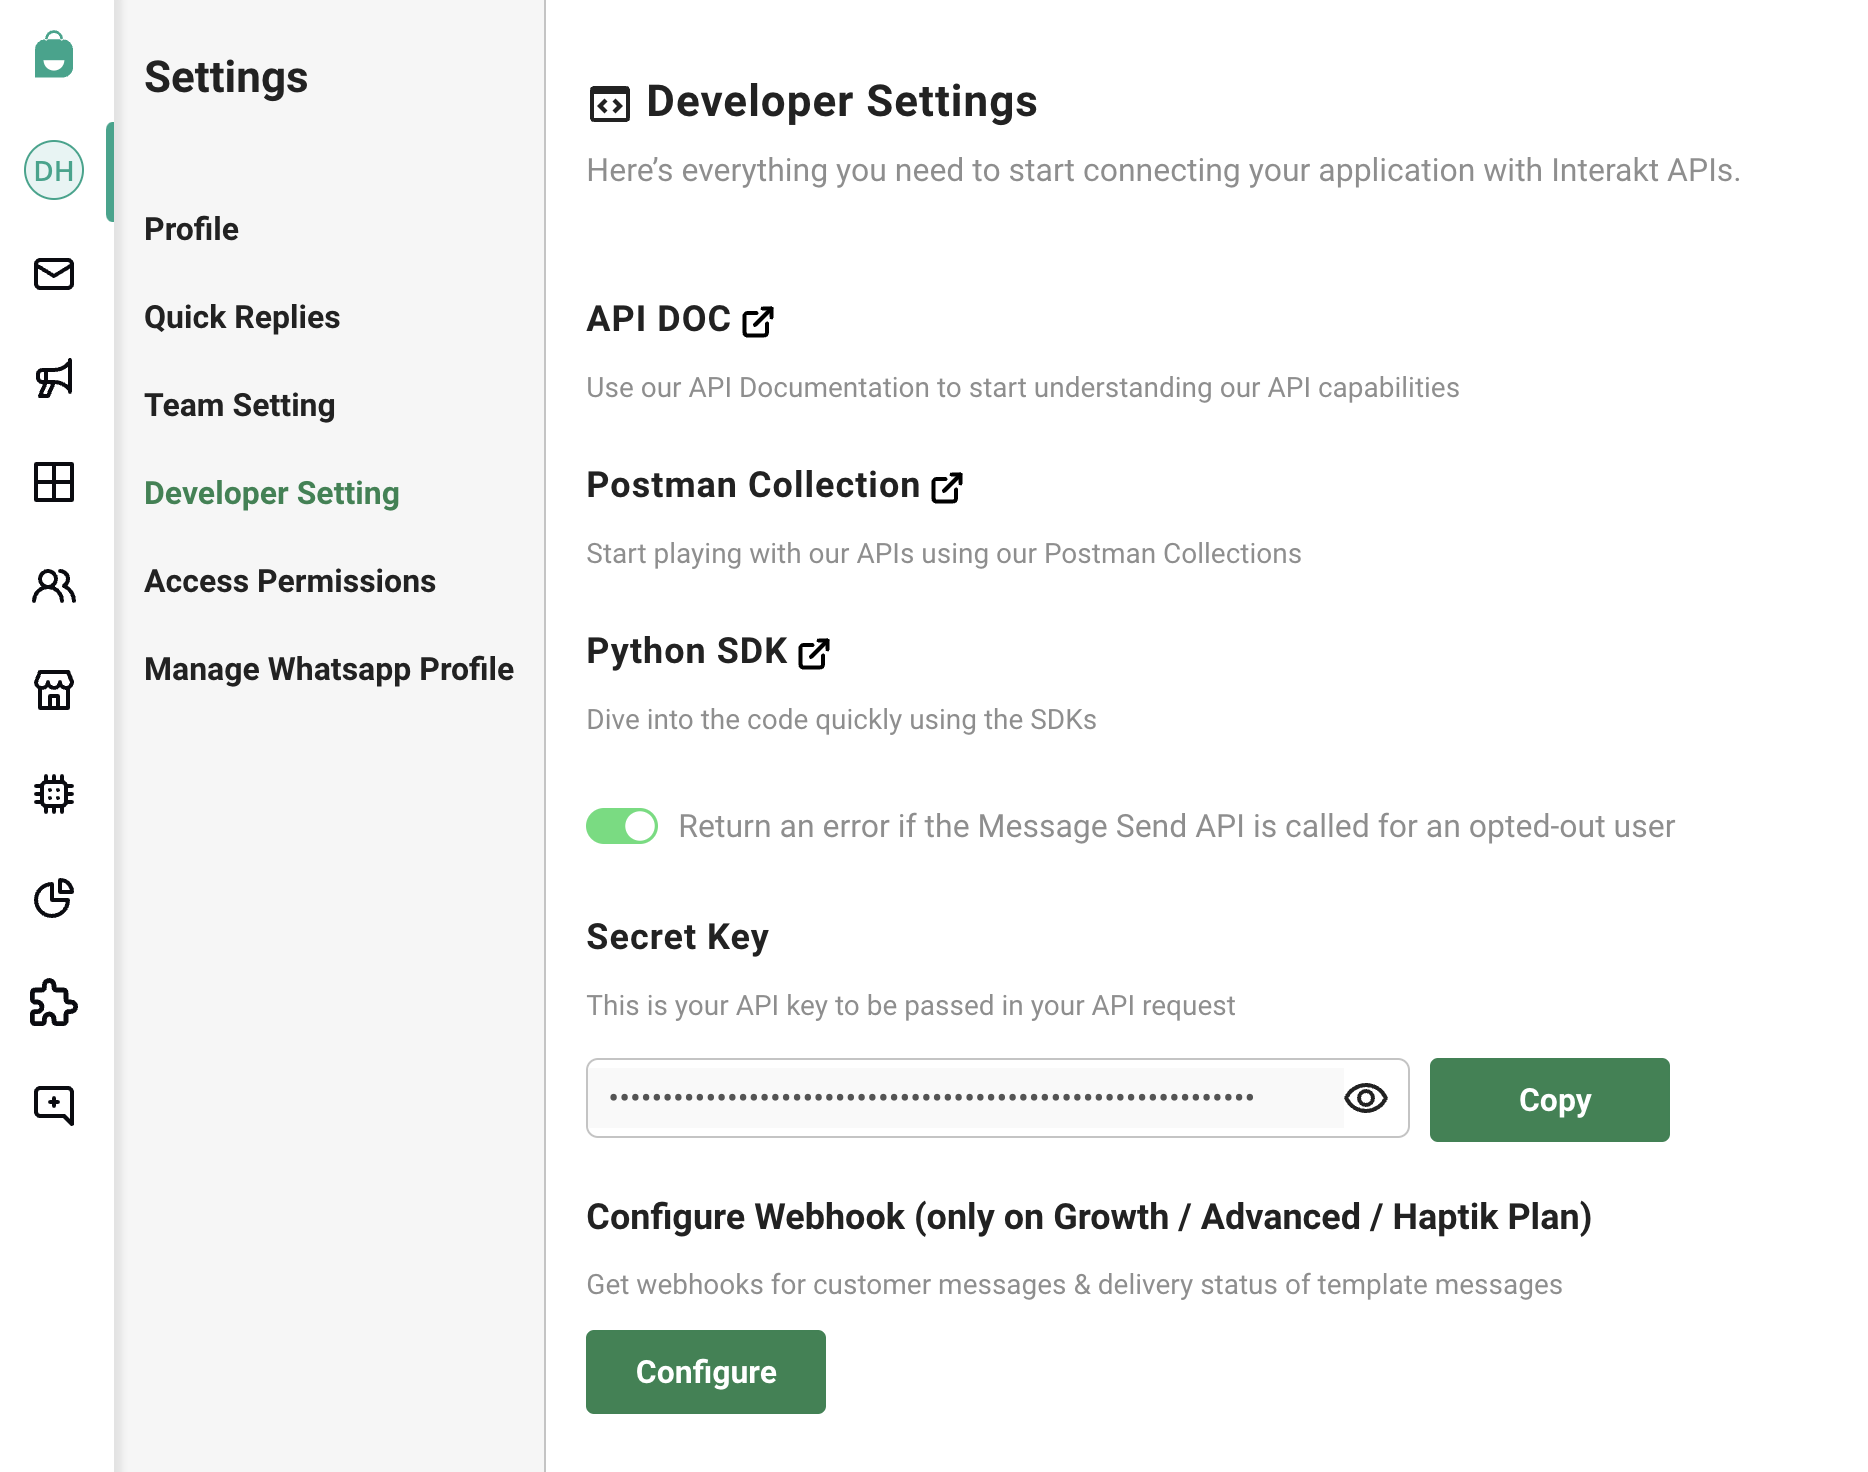 DH
Settings
Profile
Quick Replies
Team Setting
Developer Setting
Access Permissions
Manage Whatsapp Profile
Developer Settings
Here’s everything you need to start connecting your application with Interakt APIs.
API DOC
Use our API Documentation to start understanding our API capabilities
Postman Collection
Start playing with our APIs using our Postman Collections
Python SDK
Dive into the code quickly using the SDKs
Return an error if the Message Send API is called for an opted-out user
Secret Key
This is your API key to be passed in your API request
Copy
Configure Webhook (only on Growth / Advanced / Haptik Plan)
Get webhooks for customer messages & delivery status of template messages
Configure